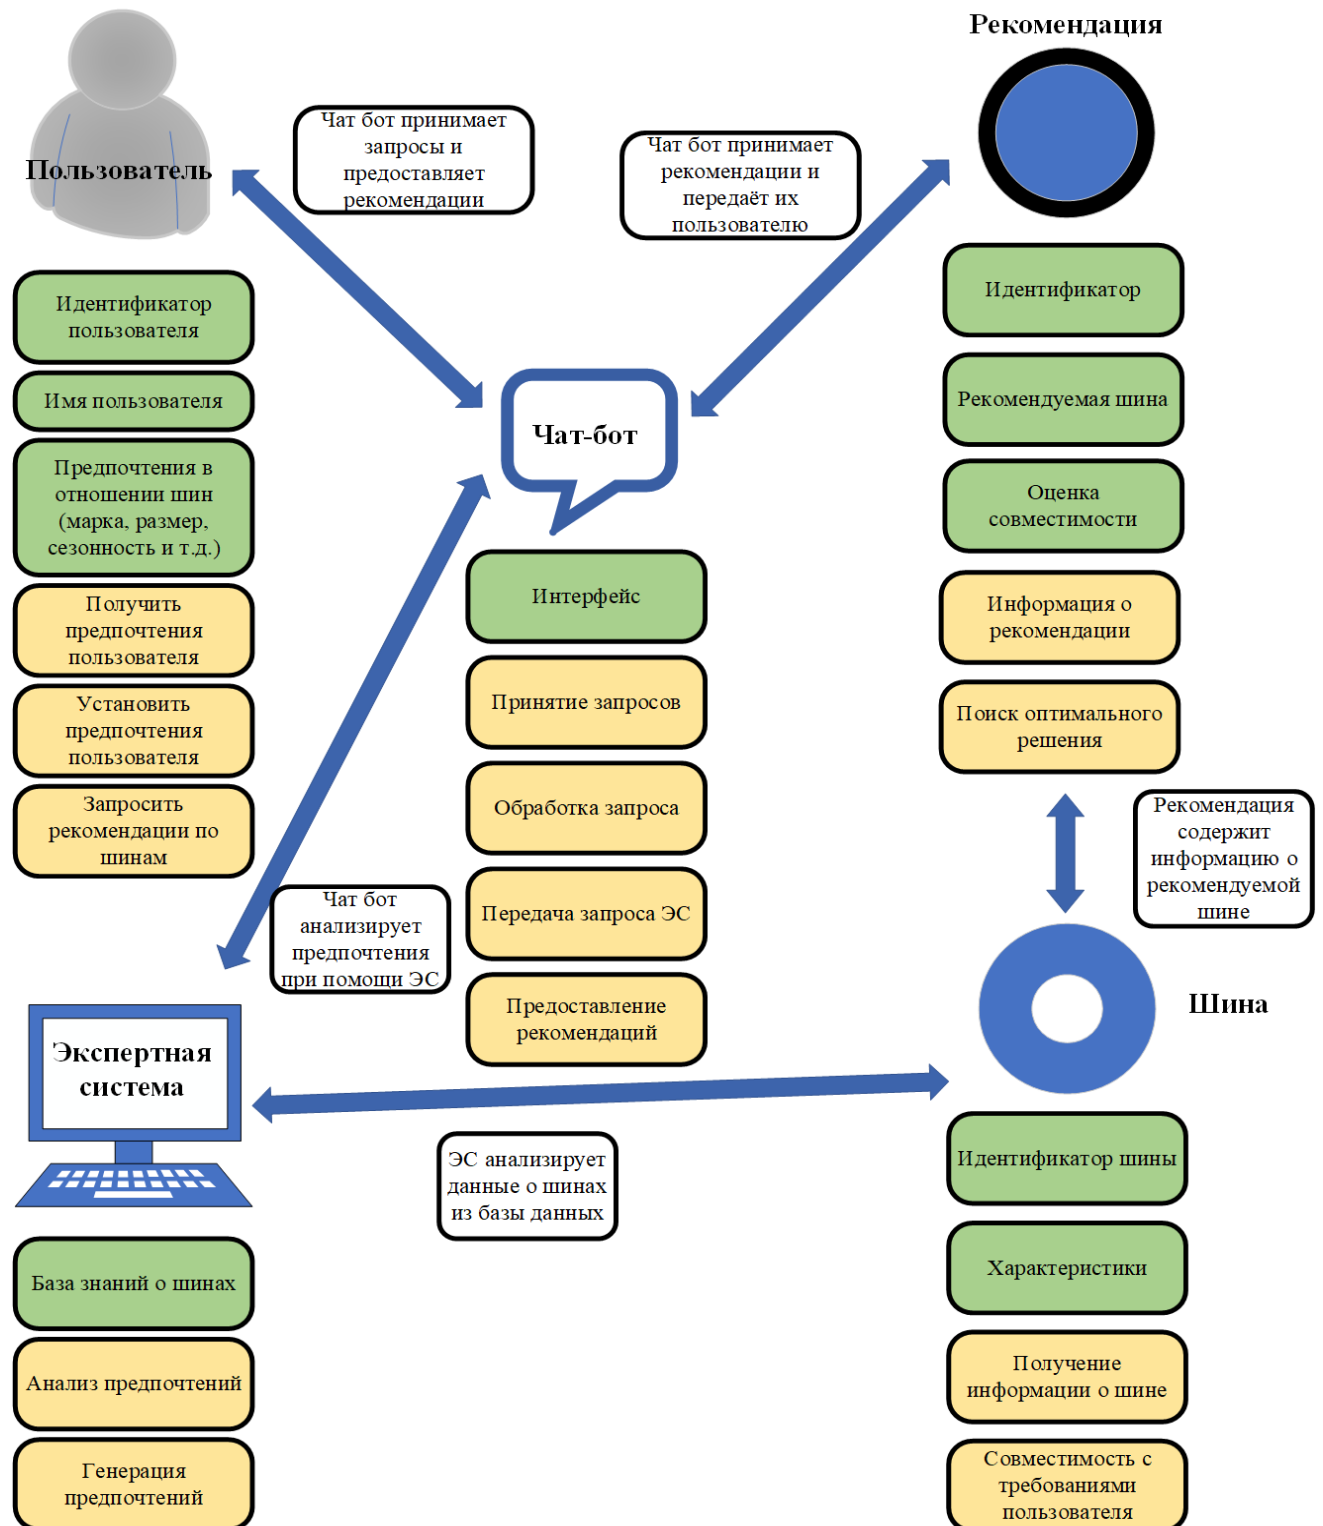 Рекомендация
Чат бот принимает
запросы и
предоставляет
рекомендации
Чат бот принимает
рекомендации и
передаёт их
пользователю
Пользователь
Идентификатор
пользователя
Имя пользователя
Предпочтения в
отношении шин
(марка, размер,
сезонность и т.д.)
Получить
предпочтения
пользователя
Установить
предпочтения
пользователя
Запросить
рекомендации по
шинам
Чат-бот
Интерфейс
Принятие запросов
Обработка запроса
Передача запроса ЭС
Предоставление
рекомендаций
Идентификатор
Рекомендуемая шина
Оценка
совместимости
Информация о
рекомендации
Поиск оптимального
решения
Рекомендация
содержит
информацию о
рекомендуемой
шине
Чат бот
анализирует
предпочтения
при помощи ЭС
Экспертная
система
Шина
ЭС анализирует
данные о шинах
из базы данных
База знаний о шинах
Анализ предпочтений
Генерация
предпочтений
Идентификатор шины
Характеристики
Получение
информации о шине
Совместимость с
требованиями
пользователя